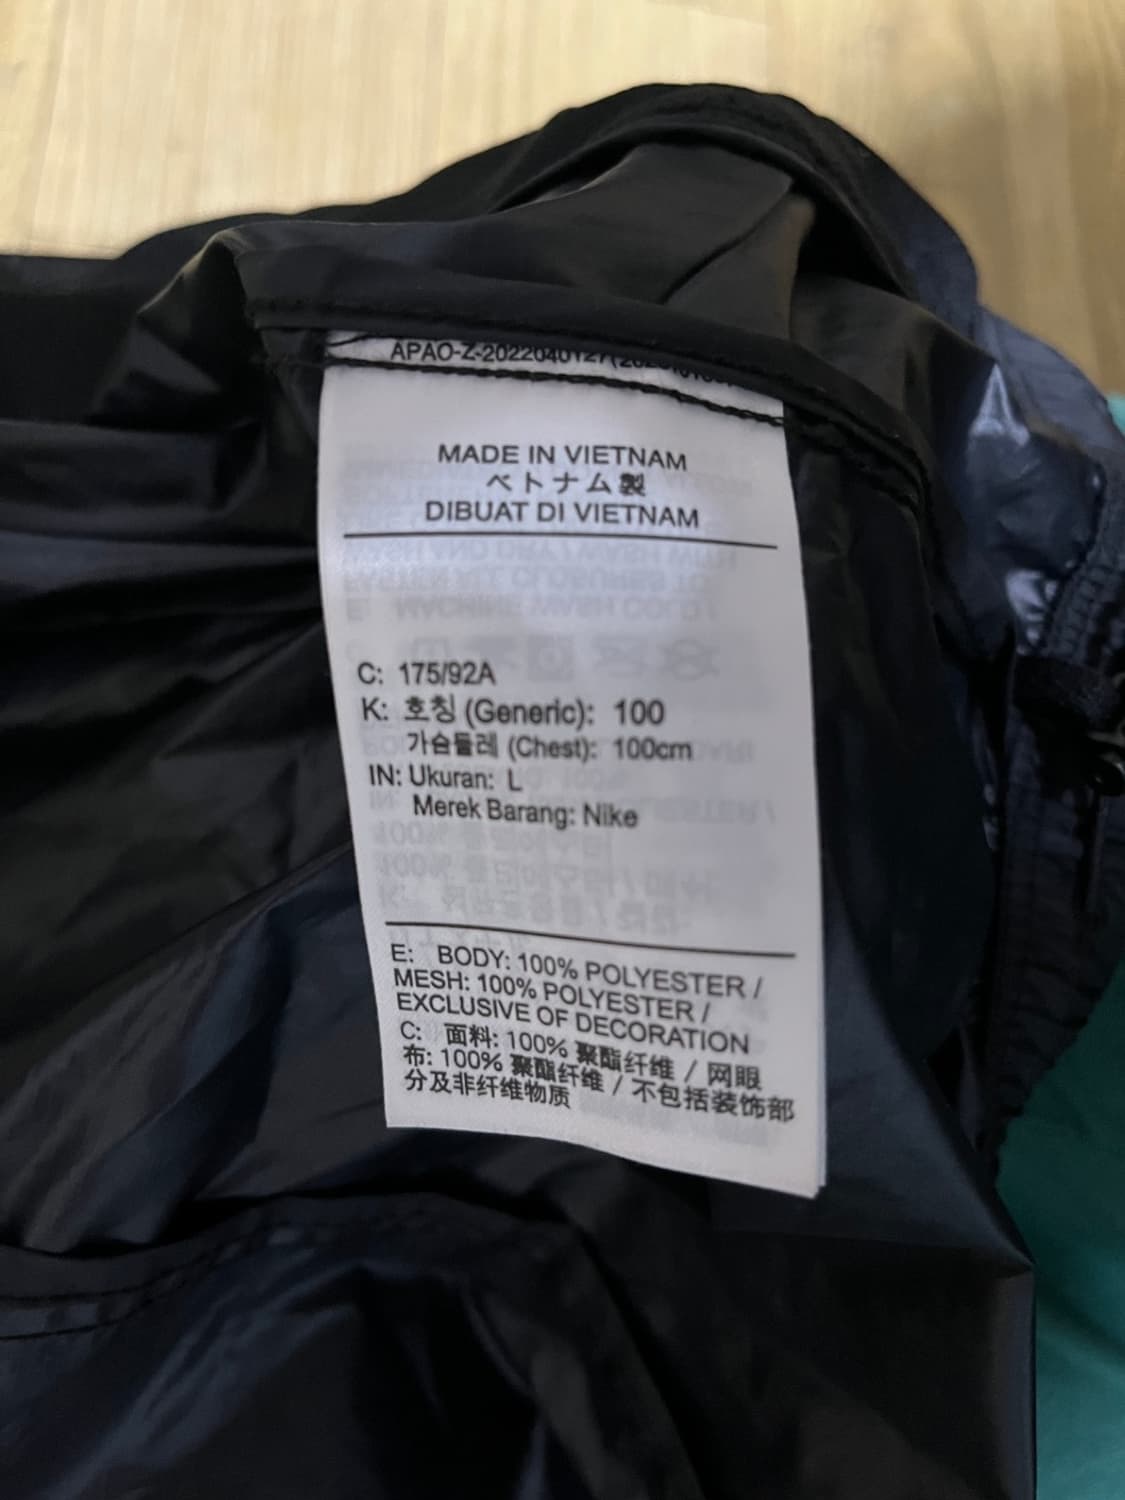 APAO-Z-2022040127
MADE IN VIETNAM
ベトナム製
DIBUAT DI VIETNAM
C: 175/92A
K: 호칭 (Generic): 100
가슴둘레 (Chest): 100cm
IN: Ukuran: L
Merek Barang: Nike
E: BODY: 100% POLYESTER /
MESH: 100% POLYESTER /
EXCLUSIVE OF DECORATION
C: 面料: 100% 聚酯纤维 / 网眼
布: 100% 聚酯纤维 / 不包括装饰部
分及非纤维物质